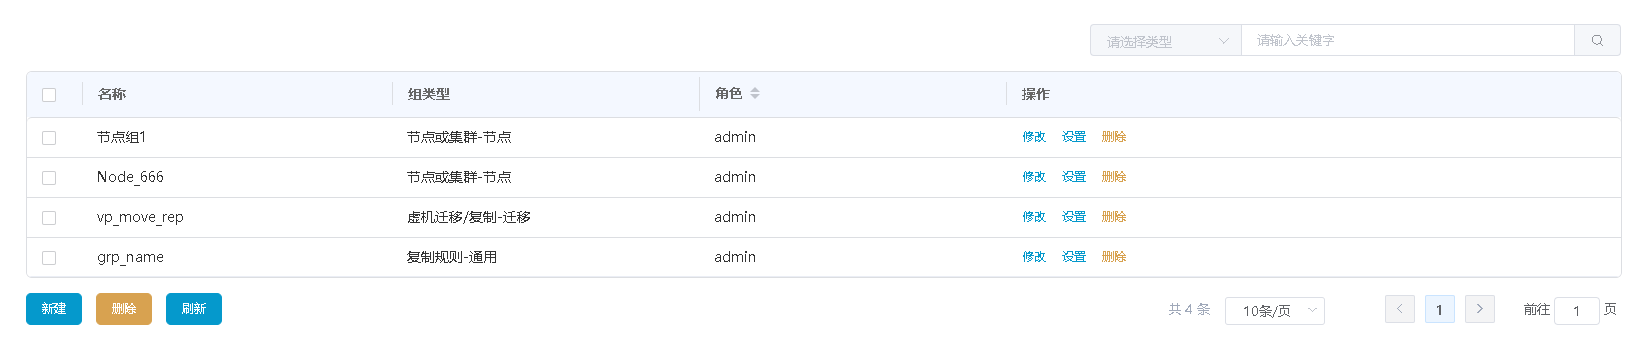 请选择类型 请输入关键字
名称 组类型 角色 操作
节点组1 节点或集群-节点 admin 修改 设置 删除
Node_666 节点或集群-节点 admin 修改 设置 删除
vp_move_rep 虚机迁移/复制-迁移 admin 修改 设置 删除
grp_name 复制规则-通用 admin 修改 设置 删除
新建 删除 刷新 共 4 条 10条/页 1 前往 1 页